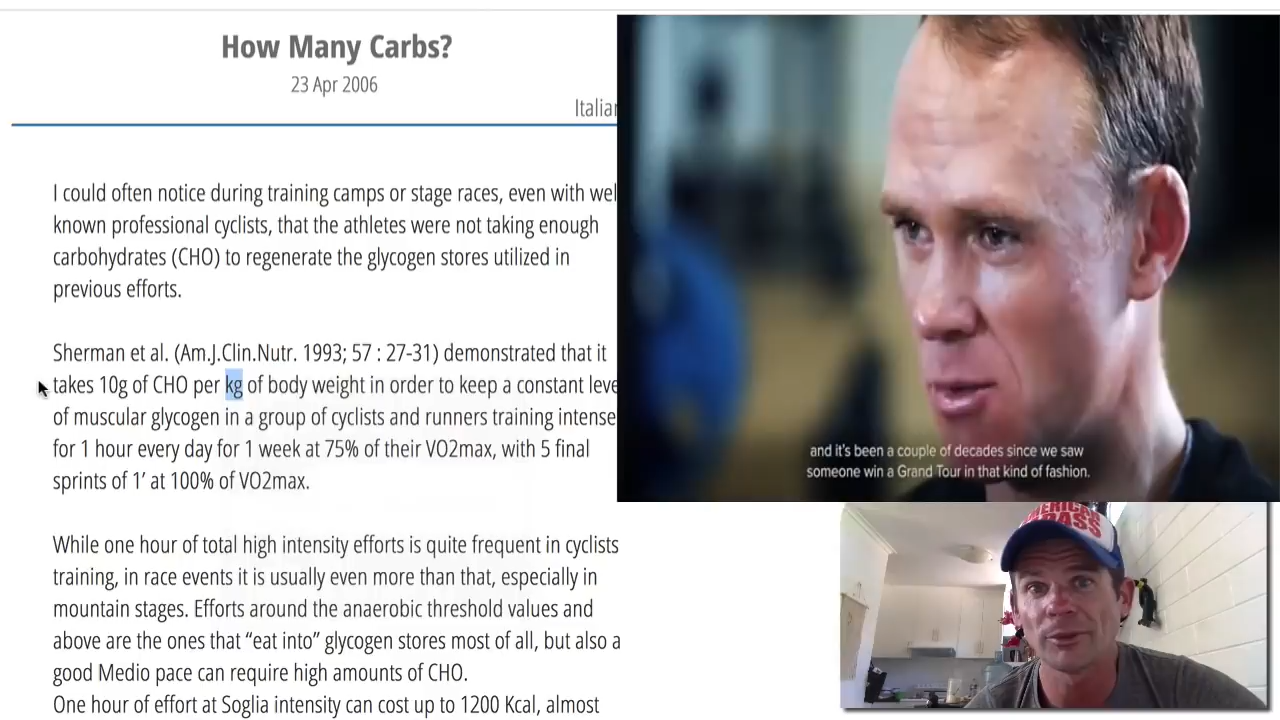 How Many Carbs?
23 Apr 2006
Italian
I could often notice during training camps or stage races, even with well
known professional cyclists, that the athletes were not taking enough
carbohydrates (CHO) to regenerate the glycogen stores utilized in
previous efforts.
Sherman et al. (Am.J.Clin.Nutr. 1993; 57 : 27-31) demonstrated that it
takes 10g of CHO per kg of body weight in order to keep a constant leve
of muscular glycogen in a group of cyclists and runners training intense
for 1 hour every day for 1 week at 75% of their VO2max, with 5 final
sprints of 1’ at 100% of VO2max.
While one hour of total high intensity efforts is quite frequent in cyclists
training, in race events it is usually even more than that, especially in
mountain stages. Efforts around the anaerobic threshold values and
above are the ones that “eat into” glycogen stores most of all, but also a
good Medio pace can require high amounts of CHO.
One hour of effort at Soglia intensity can cost up to 1200 Kcal, almost
and it's been a couple of decades since we saw
someone win a Grand Tour in that kind of fashion.